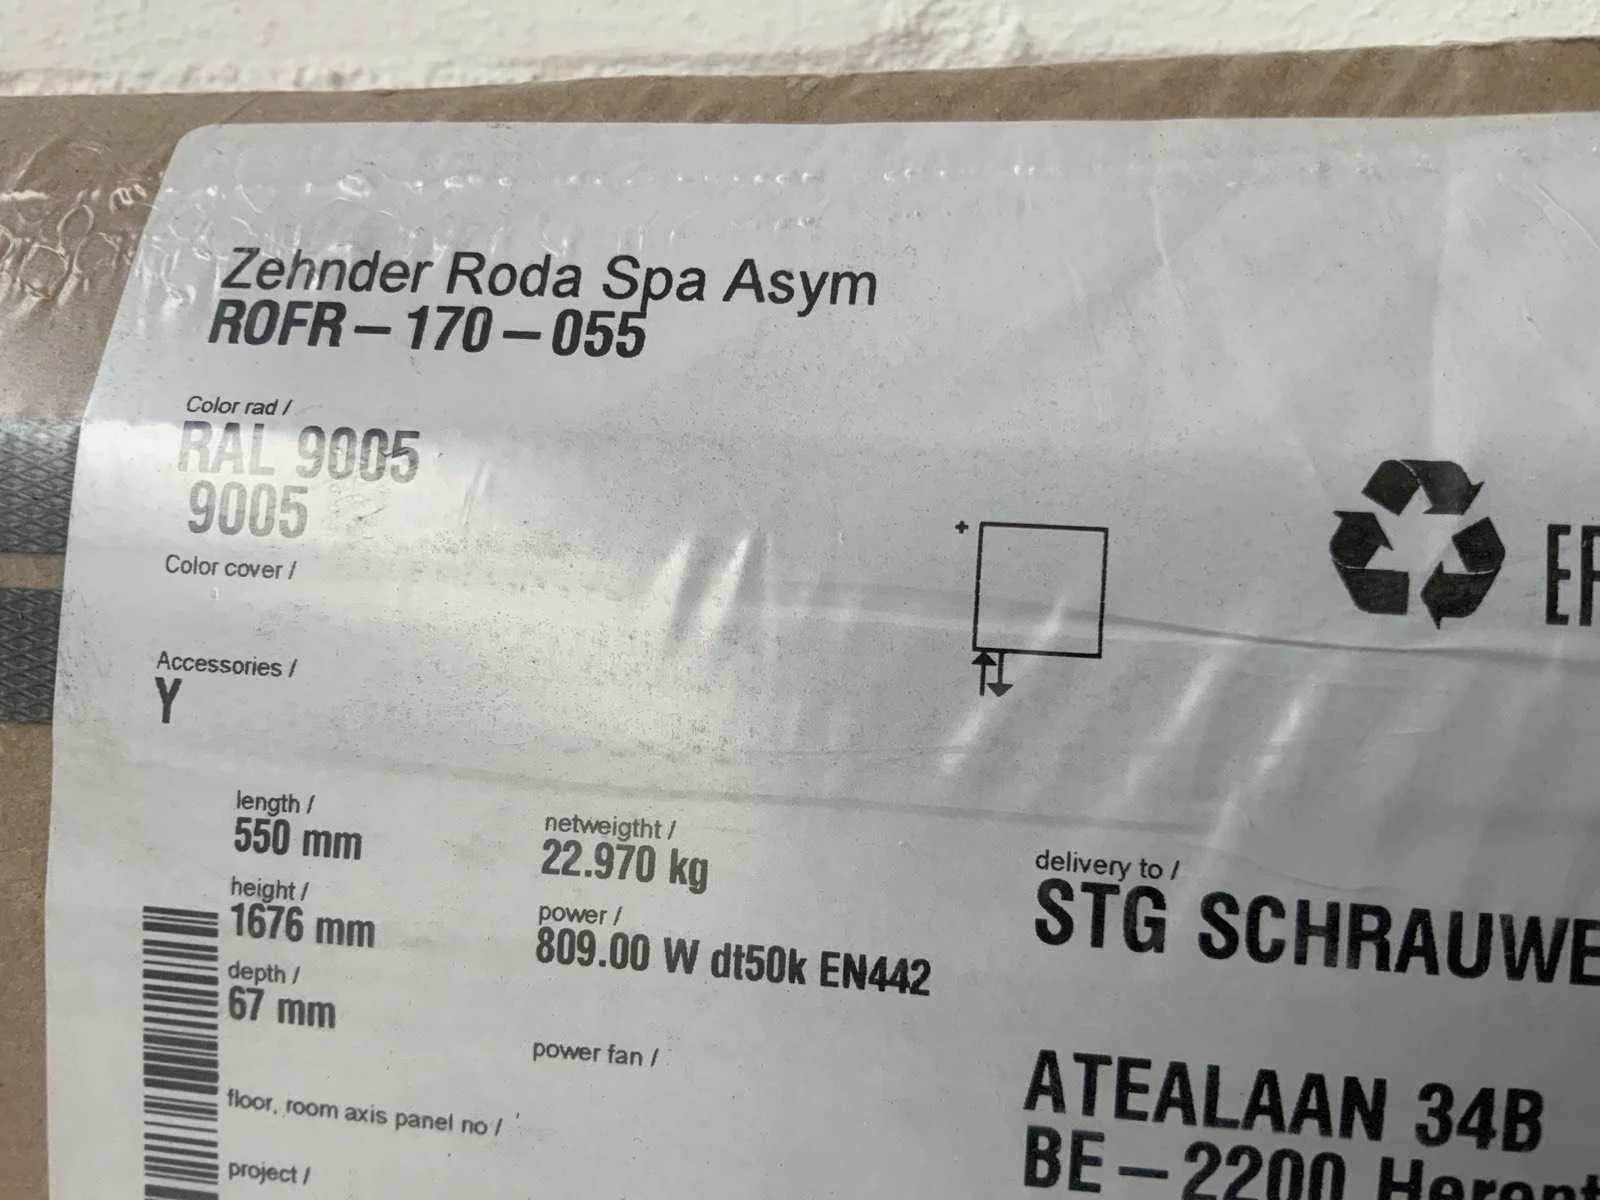 Zehnder Roda Spa Asym
ROFR-170-055
Color rad /
RAL 9005
9005
Color cover /
Accessories /
Y
length /
550 mm
height /
1676 mm
depth /
67 mm
netweigtht /
22.970 kg
power /
809.00 W dt50k EN442
power fan /
floor, room axis panel no /
project /
delivery to /
STG SCHRAUWE
ATEALAAN 34B
BE-2200